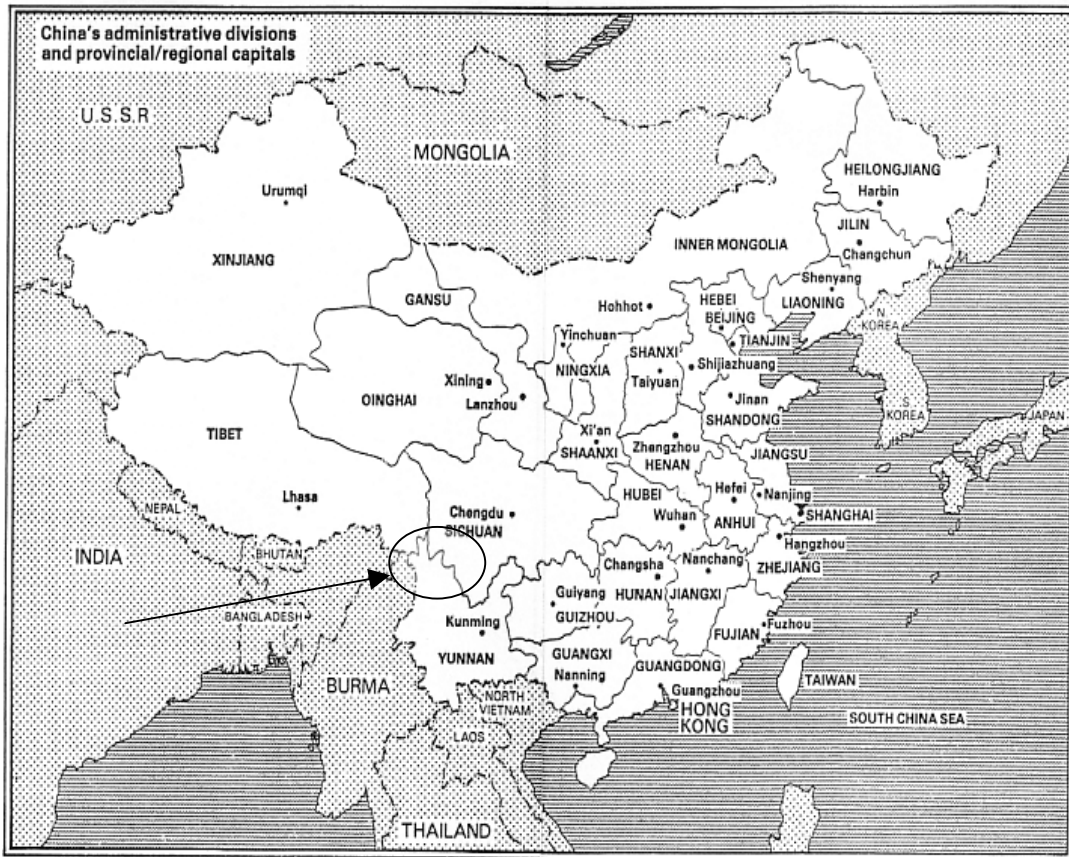 China's administrative divisions
and provincial/regional capitals
U.S.S.R
MONGOLIA
HEILONGJIANG
Harbin
Urumqi
JILIN
INNER MONGOLIA
Changchun
XINJIANG
Shenyang
GANSU
HEBEI
LIAONING
Hohhot
BEIJING
N
KOREA
Yinchuan
TIANJIN
SHANXI
NINGXIA
Shijiazhuang
Xining
Taiyuan
OINGHAI
Lanzhou
Jinan
S
KOREA
SHANDONG
JAPAN
TIBET
Xi'an
Zhengzhou
SHAANXI
HENAN
JIANGSU
Lhasa
HUBEI
Hefei
Nanjing
NEPAL
Chengdu
Wuhan
SHANGHAI
SICHUAN
ANHUI
INDIA
BHUTAN
Hangzhou
Changsha
Nanchang
ZHEJIANG
Guiyang
HUNAN
JIANGXI
BANGLADESH
GUIZHOU
Kunming
Fuzhou
FUJIAN
GUANGXI
YUNNAN
GUANGDONG
Nanning
TAIWAN
BURMA
NORTH
VIETNAM
Guangzhou
HONG
KONG
SOUTH CHINA SEA
LAOS
THAILAND